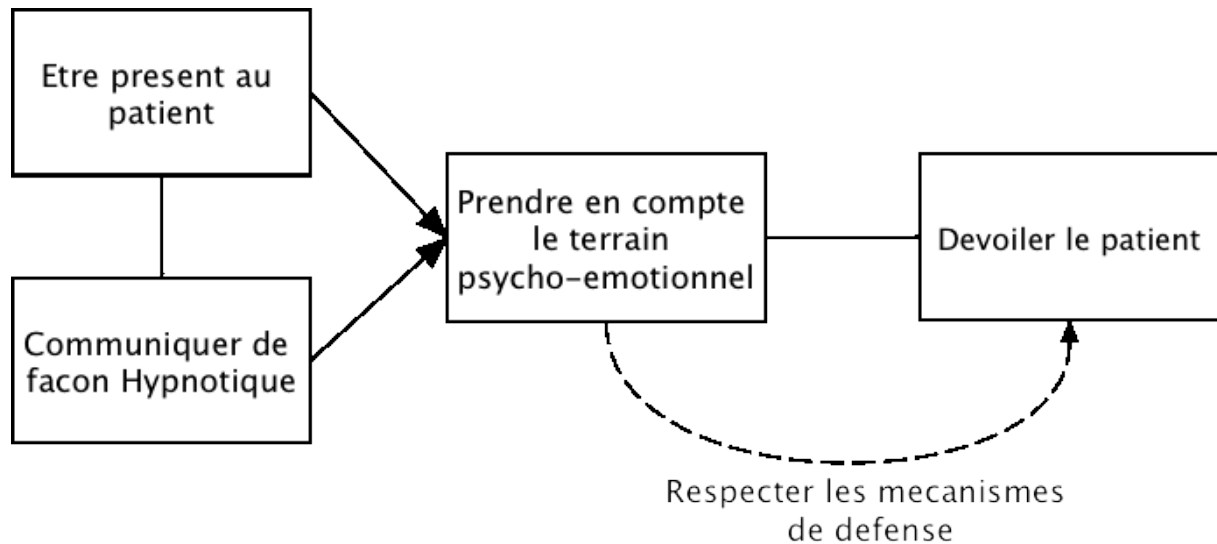 Etre present au
patient
Communiquer de
facon Hypnotique
Prendre en compte
le terrain
psycho-emotionnel
Devoiler le patient
Respecter les mecanismes
de defense